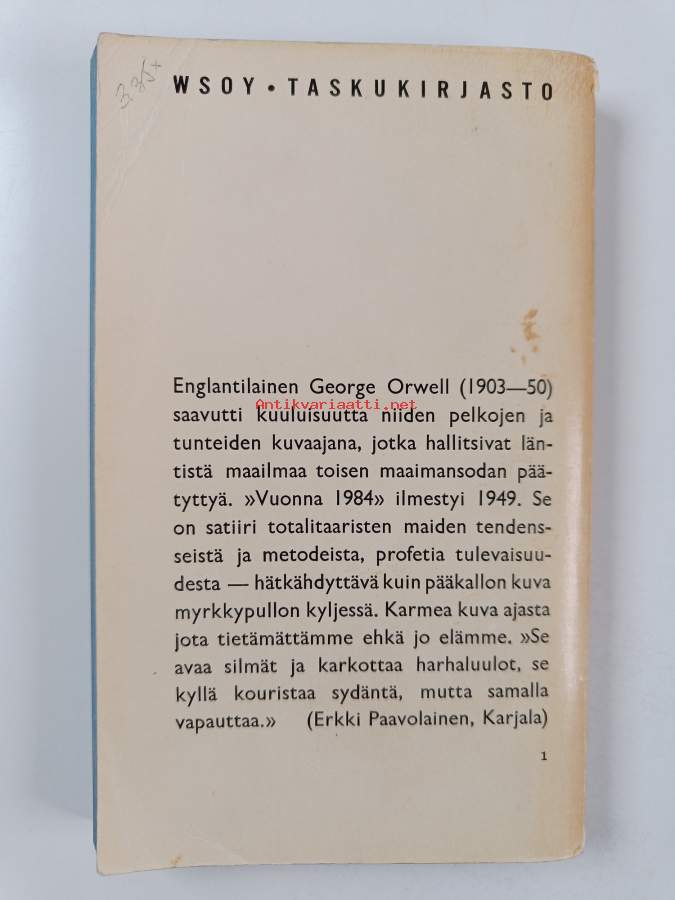 335x
WSOY • TASKUKIRJASTO
Englantilainen George Orwell (1903—50)
Antikvariaatti.net
saavutti kuuluisuutta niiden pelkojen ja
tunteiden kuvaajana, jotka hallitsivat län-
tistä maailmaa toisen maaimansodan pää-
tyttyä. »Vuonna 1984» ilmestyi 1949. Se
on satiiri totalitaaristen maiden tendens-
seistä ja metodeista, profetia tulevaisuu-
desta — hätkähdyttävä kuin pääkallon kuva
myrkkypullon kyljessä. Karmea kuva ajasta
jota tietämättämme ehkä jo elämme. »Se
avaa silmät ja karkottaa harhaluulot, se
kyllä kouristaa sydäntä, mutta samalla
vapauttaa.» (Erkki Paavolainen, Karjala)
1